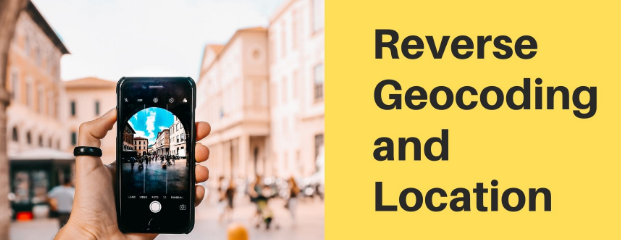 Reverse
Geocoding
and
Location